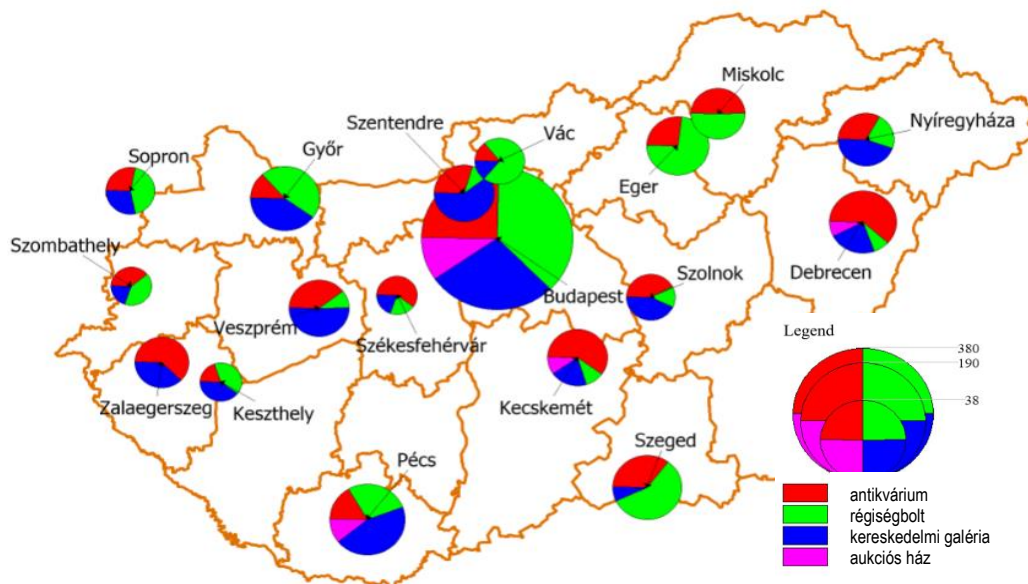 Miskolc
Szentendre
Vác
Nyíregyháza
Sopron
Győr
Eger
Szombathely
Debrecen
Szolnok
Budapest
Veszprém
Székesfehérvár
Legend
380
190
38
Zalaegerszeg
Keszthely
Kecskemét
Szeged
Pécs
antikvárium
régiségbolt
kereskedelmi galéria
aukciós ház